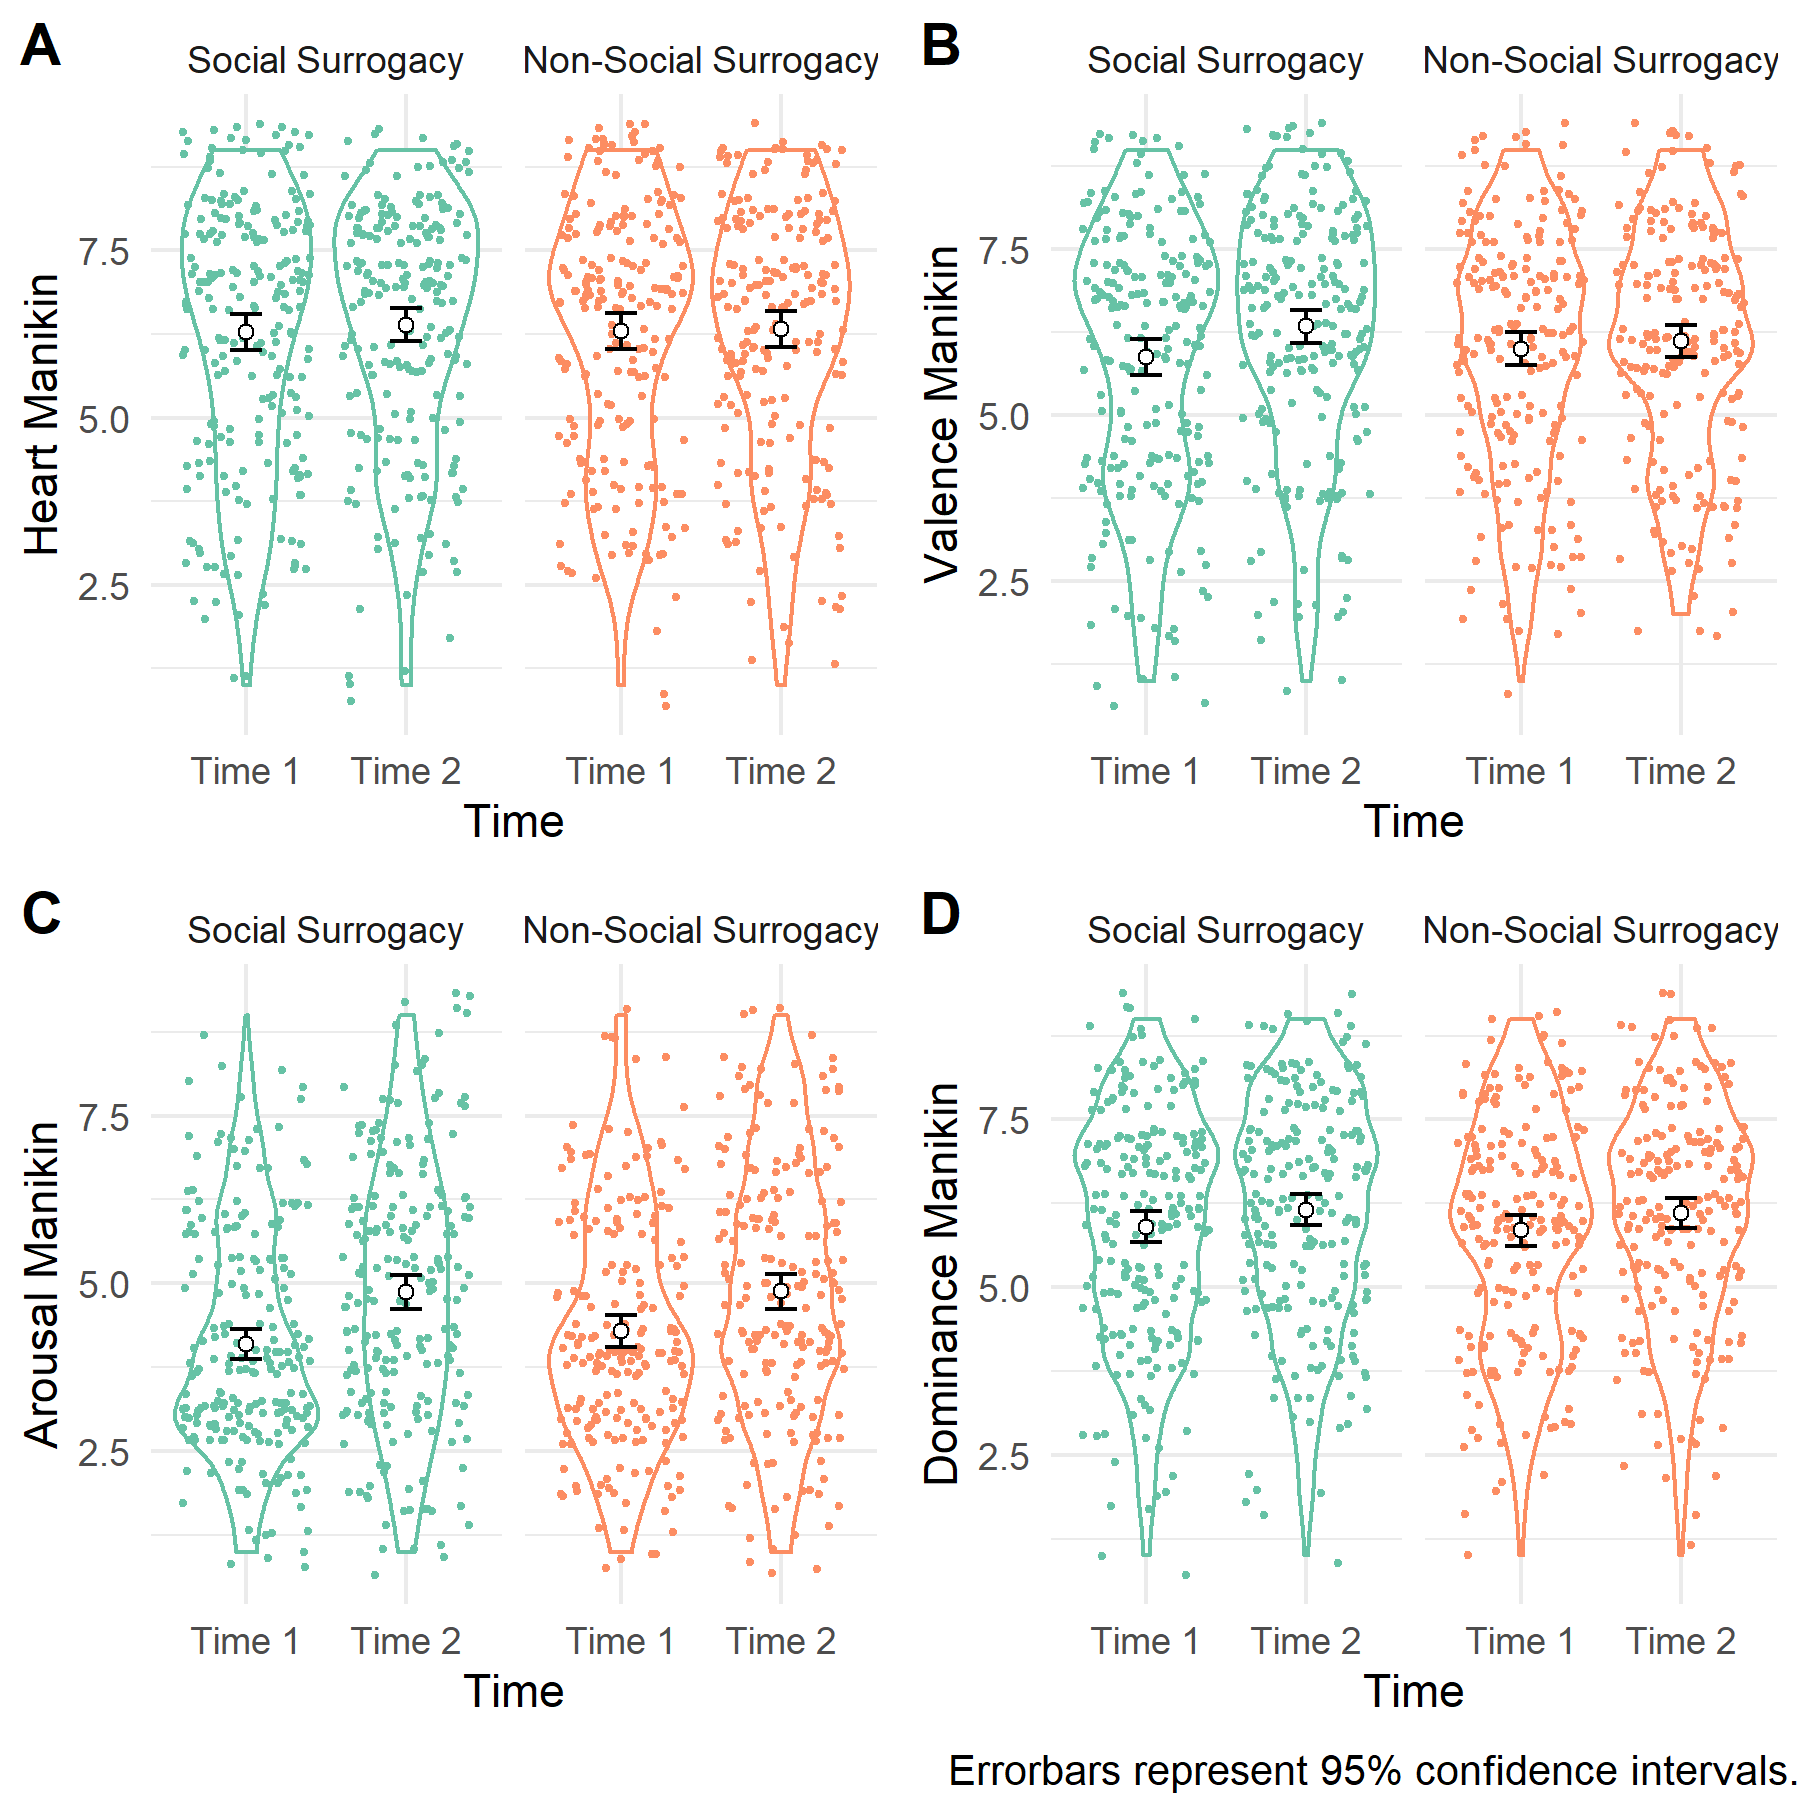 A
Social Surrogacy
Non-Social Surrogacy
Heart Manikin
7.5
5.0
2.5
Time 1
Time 2
Time 1
Time 2
Time
B
Social Surrogacy
Non-Social Surrogacy
Valence Manikin
7.5
5.0
2.5
Time 1
Time 2
Time 1
Time 2
Time
C
Social Surrogacy
Non-Social Surrogacy
Arousal Manikin
7.5
5.0
2.5
Time 1
Time 2
Time 1
Time 2
Time
D
Social Surrogacy
Non-Social Surrogacy
Dominance Manikin
7.5
5.0
2.5
Time 1
Time 2
Time 1
Time 2
Time
Errorbars represent 95% confidence intervals.